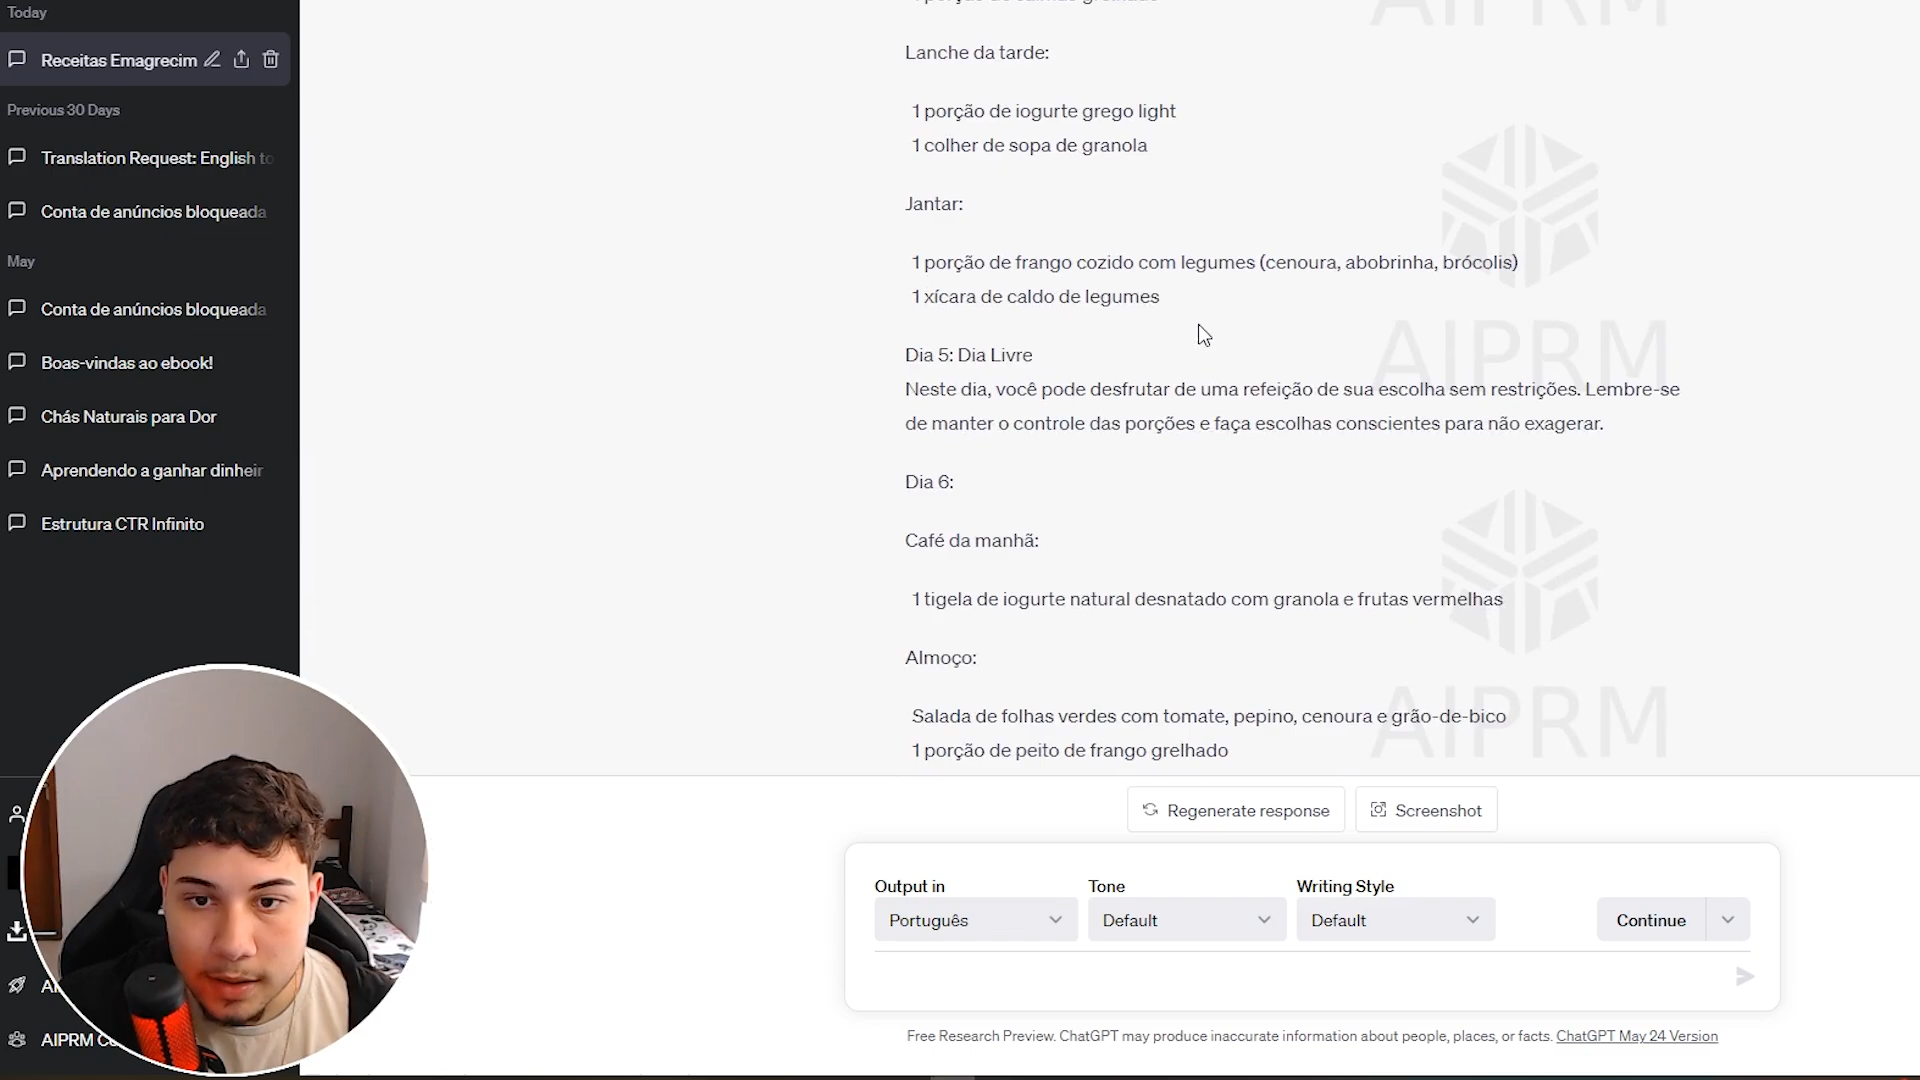 Today
Receitas Emagrecim
Previous 30 Days
Translation Request: English to
Conta de anúncios bloqueada
May
Conta de anúncios bloqueada
Boas-vindas ao ebook!
Chás Naturais para Dor
Aprendendo a ganhar dinheir
Estrutura CTR Infinito
AIPRM
Lanche da tarde:
1 porção de iogurte grego light
1 colher de sopa de granola
Jantar:
1 porção de frango cozido com legumes (cenoura, abobrinha, brócolis)
1 xícara de caldo de legumes
AIPRM
Dia 5: Dia Livre
Neste dia, você pode desfrutar de uma refeição de sua escolha sem restrições. Lembre-se
de manter o controle das porções e faça escolhas conscientes para não exagerar.
Dia 6:
Café da manhã:
1 tigela de iogurte natural desnatado com granola e frutas vermelhas
Almoço:
Salada de folhas verdes com tomate, pepino, cenoura e grão-de-bico
1 porção de peito de frango grelhado
AIPRM
Regenerate response
Screenshot
Output in
Tone
Writing Style
Português
Default
Default
Continue
AIPRM
Free Research Preview. ChatGPT may produce inaccurate information about people, places, or facts. ChatGPT May 24 Version